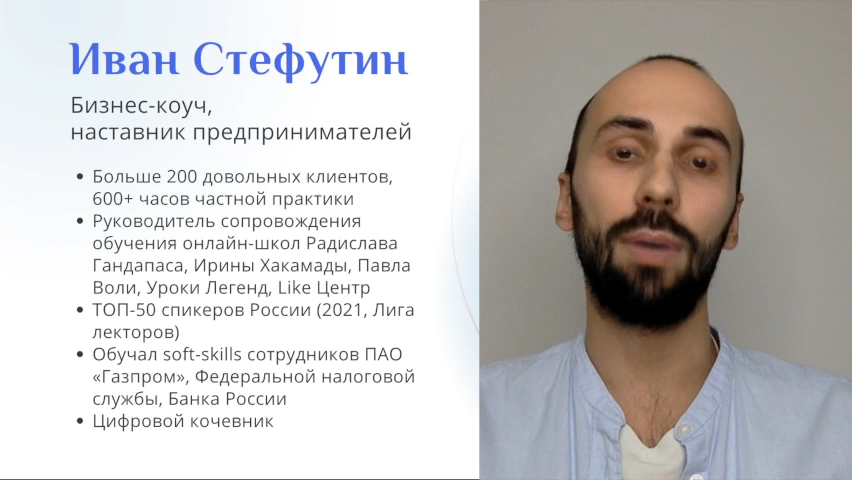 Иван Стефутин
Бизнес-коуч,
наставник предпринимателей
• Больше 200 довольных клиентов,
600+ часов частной практики
• Руководитель сопровождения
обучения онлайн-школ Радислава
Гандапаса, Ирины Хакамады, Павла
Воли, Уроки Легенд, Like Центр
• ТОП-50 спикеров России (2021, Лига
лекторов)
• Обучал soft-skills сотрудников ПАО
«Газпром», Федеральной налоговой
службы, Банка России
• Цифровой кочевник